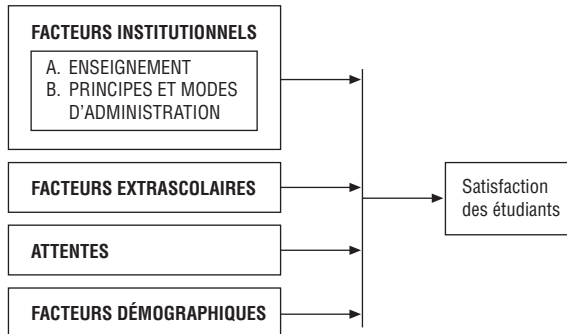 FACTEURS INSTITUTIONNELS
A. ENSEIGNEMENT
B. PRINCIPES ET MODES
D'ADMINISTRATION
FACTEURS EXTRASCOLAIRES
ATTENTES
FACTEURS DÉMOGRAPHIQUES
Satisfaction
des étudiants